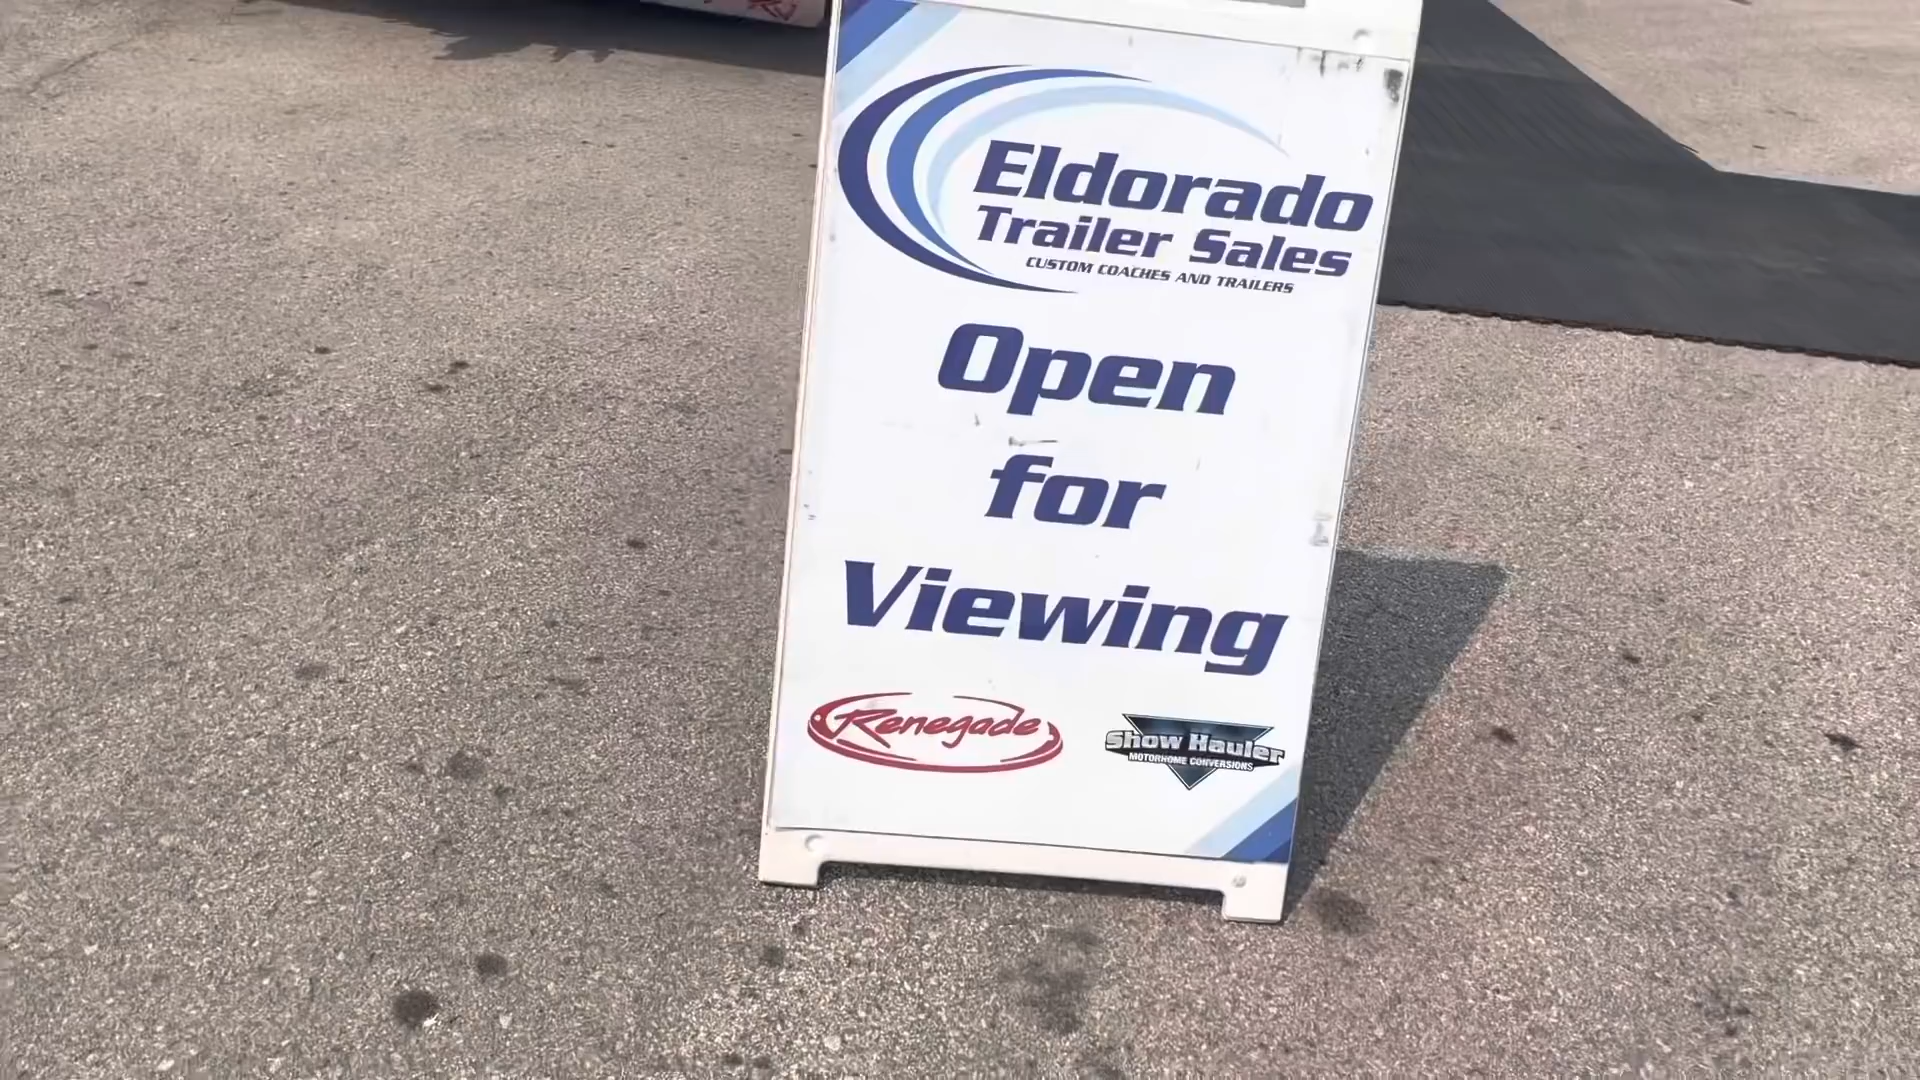 Eldorado
Trailer Sales
CUSTOM COACHES AND TRAILERS
Open
for
Viewing
Renegade
Show Hauler
MOTORHOME CONVERSIONS